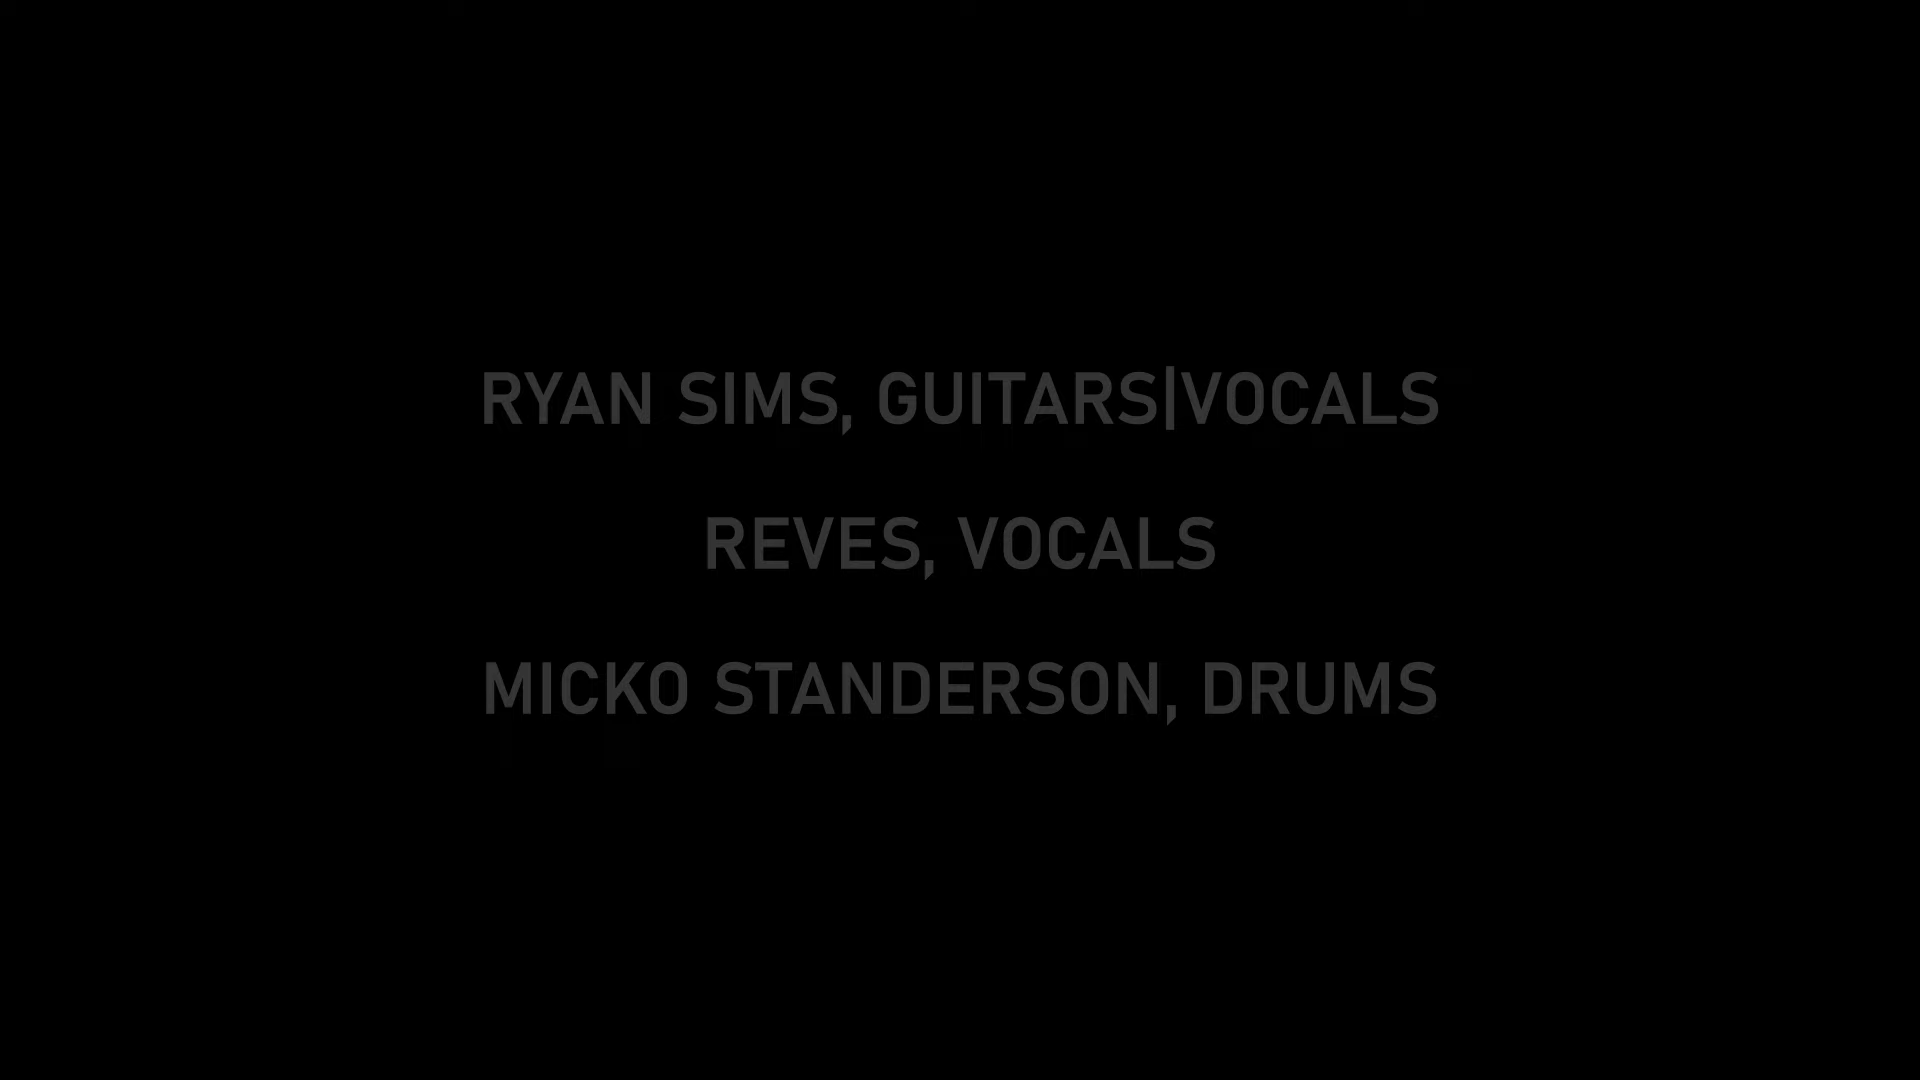 RYAN SIMS, GUITARS|VOCALS
REVES, VOCALS
MICKO STANDERSON, DRUMS